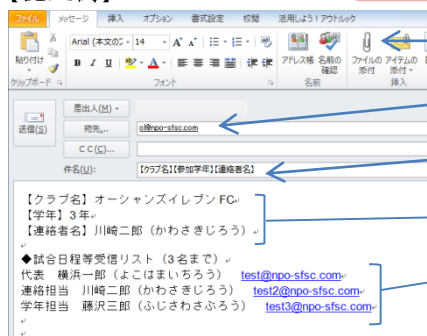 ファイル メッセージ 挿入 オプション 書式設定 校閲 活用しよう！アウトルック
Arial (本文のﾌ 14
貼り付け
B I U
アドレス帳 名前の確認
ファイルの添付 アイテムの添付
クリップボード フォント 名前 挿入
送信(S)
差出人(M)
宛先... ol@npo-sfsc.com
ＣＣ(C)...
件名(U): 【クラブ名】【参加学年】【連絡者名】
【クラブ名】オーシャンズイレブン FC
【学年】３年
【連絡者名】川崎二郎（かわさきじろう）
◆試合日程等受信リスト（３名まで）
代表 横浜一郎（よこはまいちろう） test@npo-sfsc.com
連絡担当 川崎二郎（かわさきじろう） test2@npo-sfsc.com
学年担当 藤沢三郎（ふじさわさぶろう） test3@npo-sfsc.com